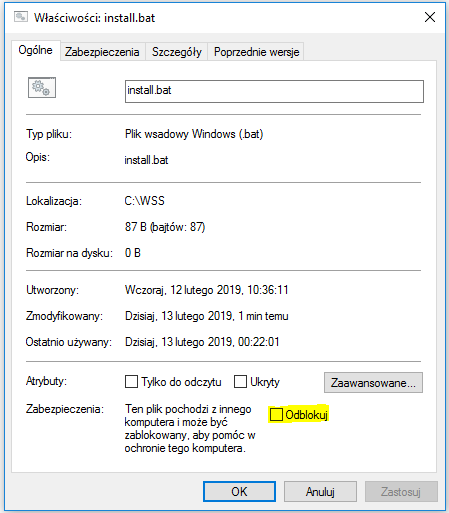 Właściwości: install.bat
Ogólne Zabezpieczenia Szczegóły Poprzednie wersje
install.bat
Typ pliku: Plik wsadowy Windows (.bat)
Opis: install.bat
Lokalizacja: C:\WSS
Rozmiar: 87 B (bajtów: 87)
Rozmiar na dysku: 0 B
Utworzony: Wczoraj, 12 lutego 2019, 10:36:11
Zmodyfikowany: Dzisiaj, 13 lutego 2019, 1 min temu
Ostatnio używany: Dzisiaj, 13 lutego 2019, 00:22:01
Atrybuty: Tylko do odczytu Ukryty Zaawansowane...
Zabezpieczenia: Ten plik pochodzi z innego Odblokuj
komputera i może być
zablokowany, aby pomóc w
ochronie tego komputera.
OK Anuluj Zastosuj